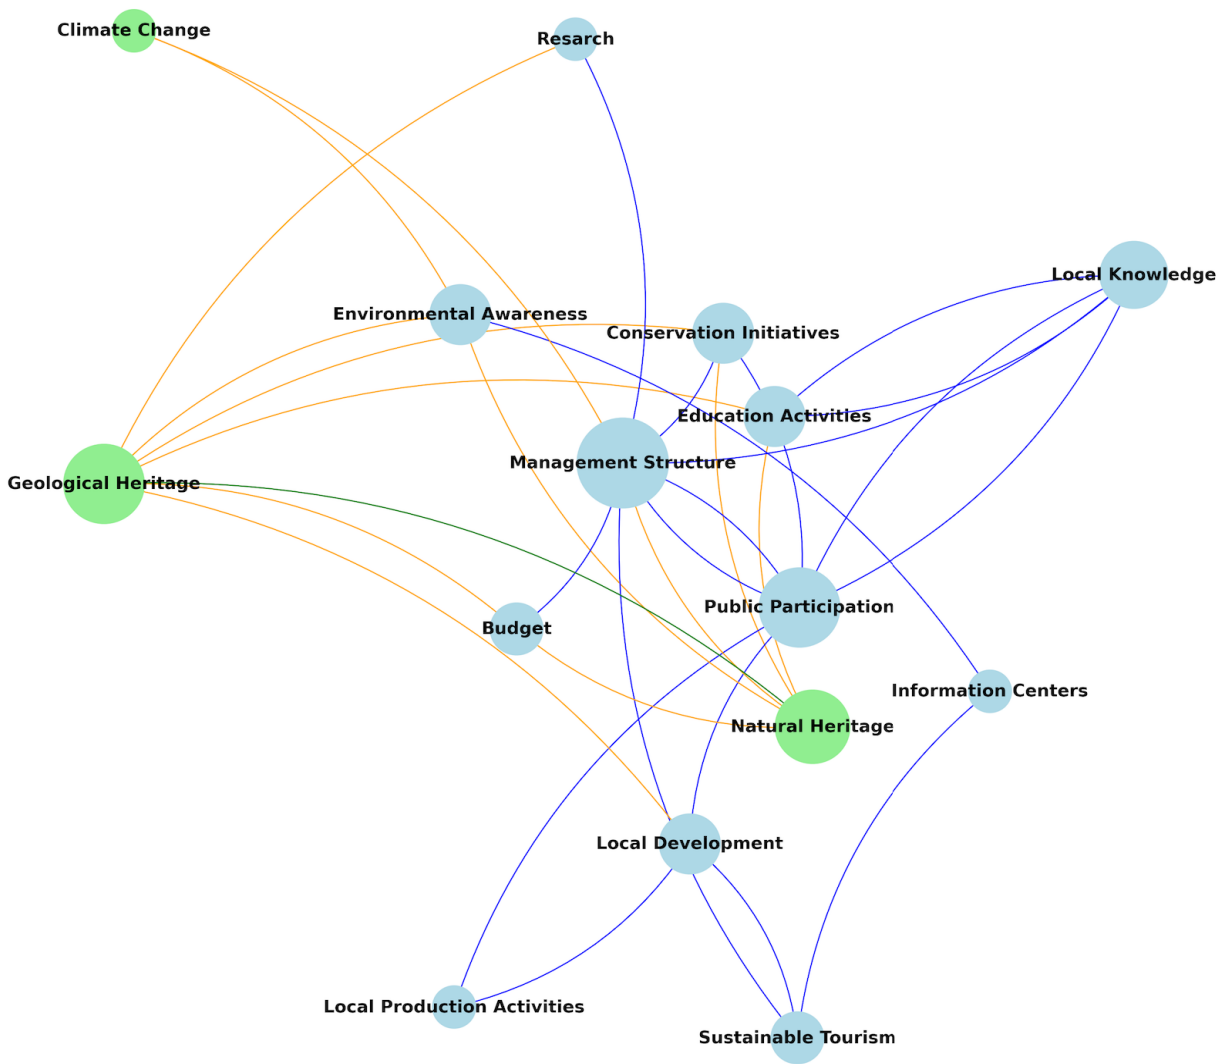 Climate Change
Resarch
Local Knowledge
Environmental Awareness
Conservation Initiatives
Education Activities
Management Structure
Geological Heritage
Public Participation
Budget
Information Centers
Natural Heritage
Local Development
Local Production Activities
Sustainable Tourism